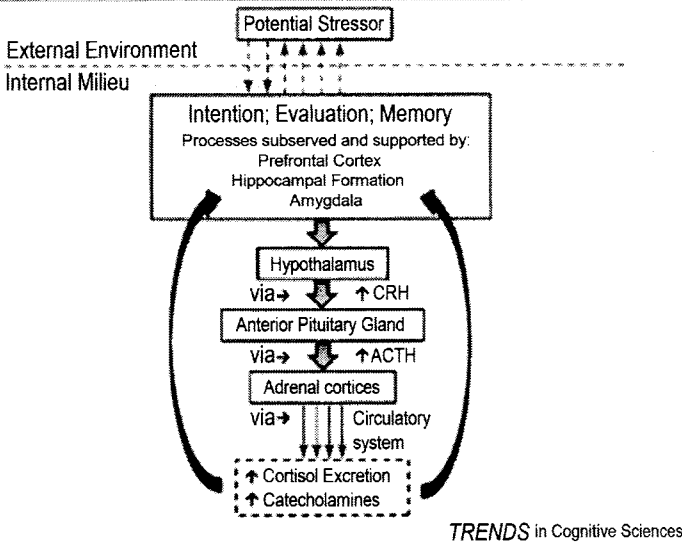 Potential Stressor
External Environment
Internal Milieu
Intention; Evaluation; Memory
Processes subserved and supported by:
Prefrontal Cortex
Hippocampal Formation
Amygdala
Hypothalamus
via→ ↑ CRH
Anterior Pituitary Gland
via→ ↑ACTH
Adrenal cortices
via→ Circulatory
system
↑ Cortisol Excretion
↑ Catecholamines
TRENDS in Cognitive Sciences